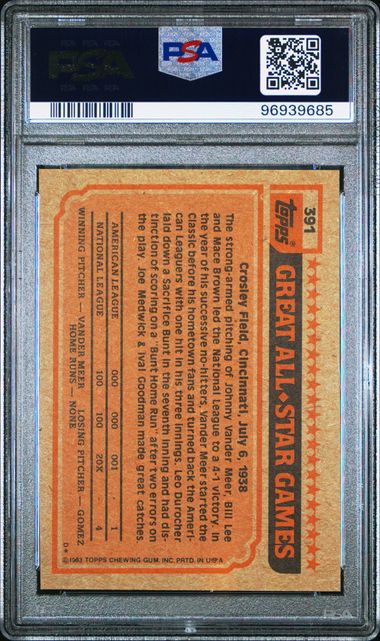 PSA
PSA
96939685
391
Topps
GREAT ALL★STAR GAMES
Crosley Field, Cincinnati, July 6, 1938
The strong-armed pitching of Johnny Vander Meer, Bill Lee
and Mace Brown led the National League to a 4-1 victory. In
the year of his successive no-hitters, Vander Meer started the
Classic before his hometown fans and turned back the Ameri-
can Leaguers with one hit in his three innings. Leo Durocher
laid down a Sacrifice Bunt in the seventh inning and had dis-
tinction of scoring on a "Bunt Home Run" after two errors on
the play. Joe Medwick & Ival Goodman made great catches.
AMERICAN LEAGUE 000 000 001 - 1
NATIONAL LEAGUE 100 100 20X - 4
WINNING PITCHER — VANDER MEER LOSING PITCHER — GOMEZ
HOME RUNS — NONE
D* © 1983 TOPPS CHEWING GUM, INC. PRTD. IN U.S.A.
PSA